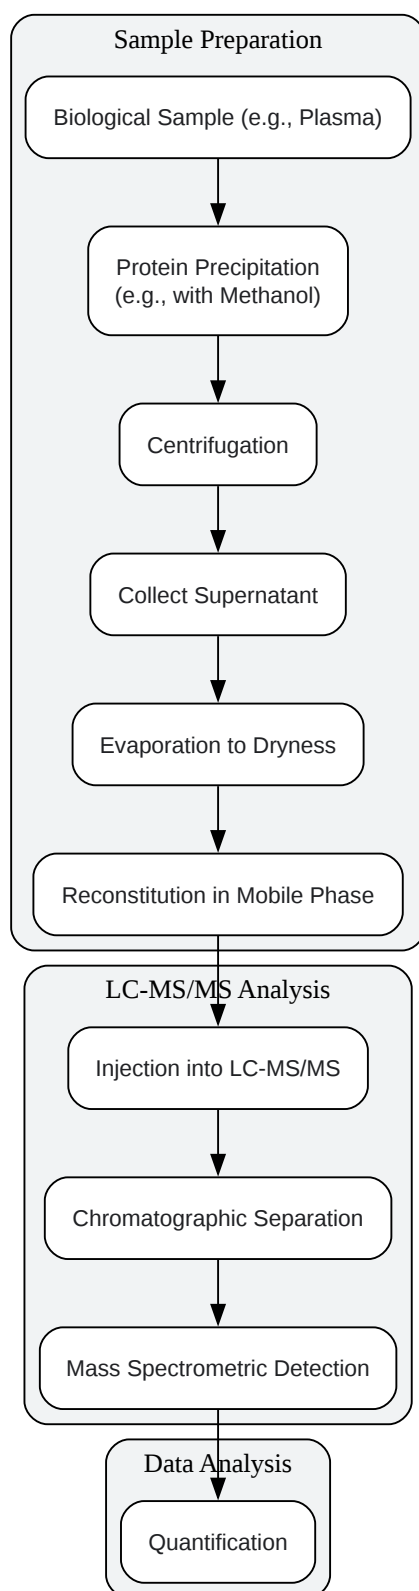 Sample Preparation
Biological Sample (e.g., Plasma)
Protein Precipitation
(e.g., with Methanol)
Centrifugation
Collect Supernatant
Evaporation to Dryness
Reconstitution in Mobile Phase
LC-MS/MS Analysis
Injection into LC-MS/MS
Chromatographic Separation
Mass Spectrometric Detection
Data Analysis
Quantification